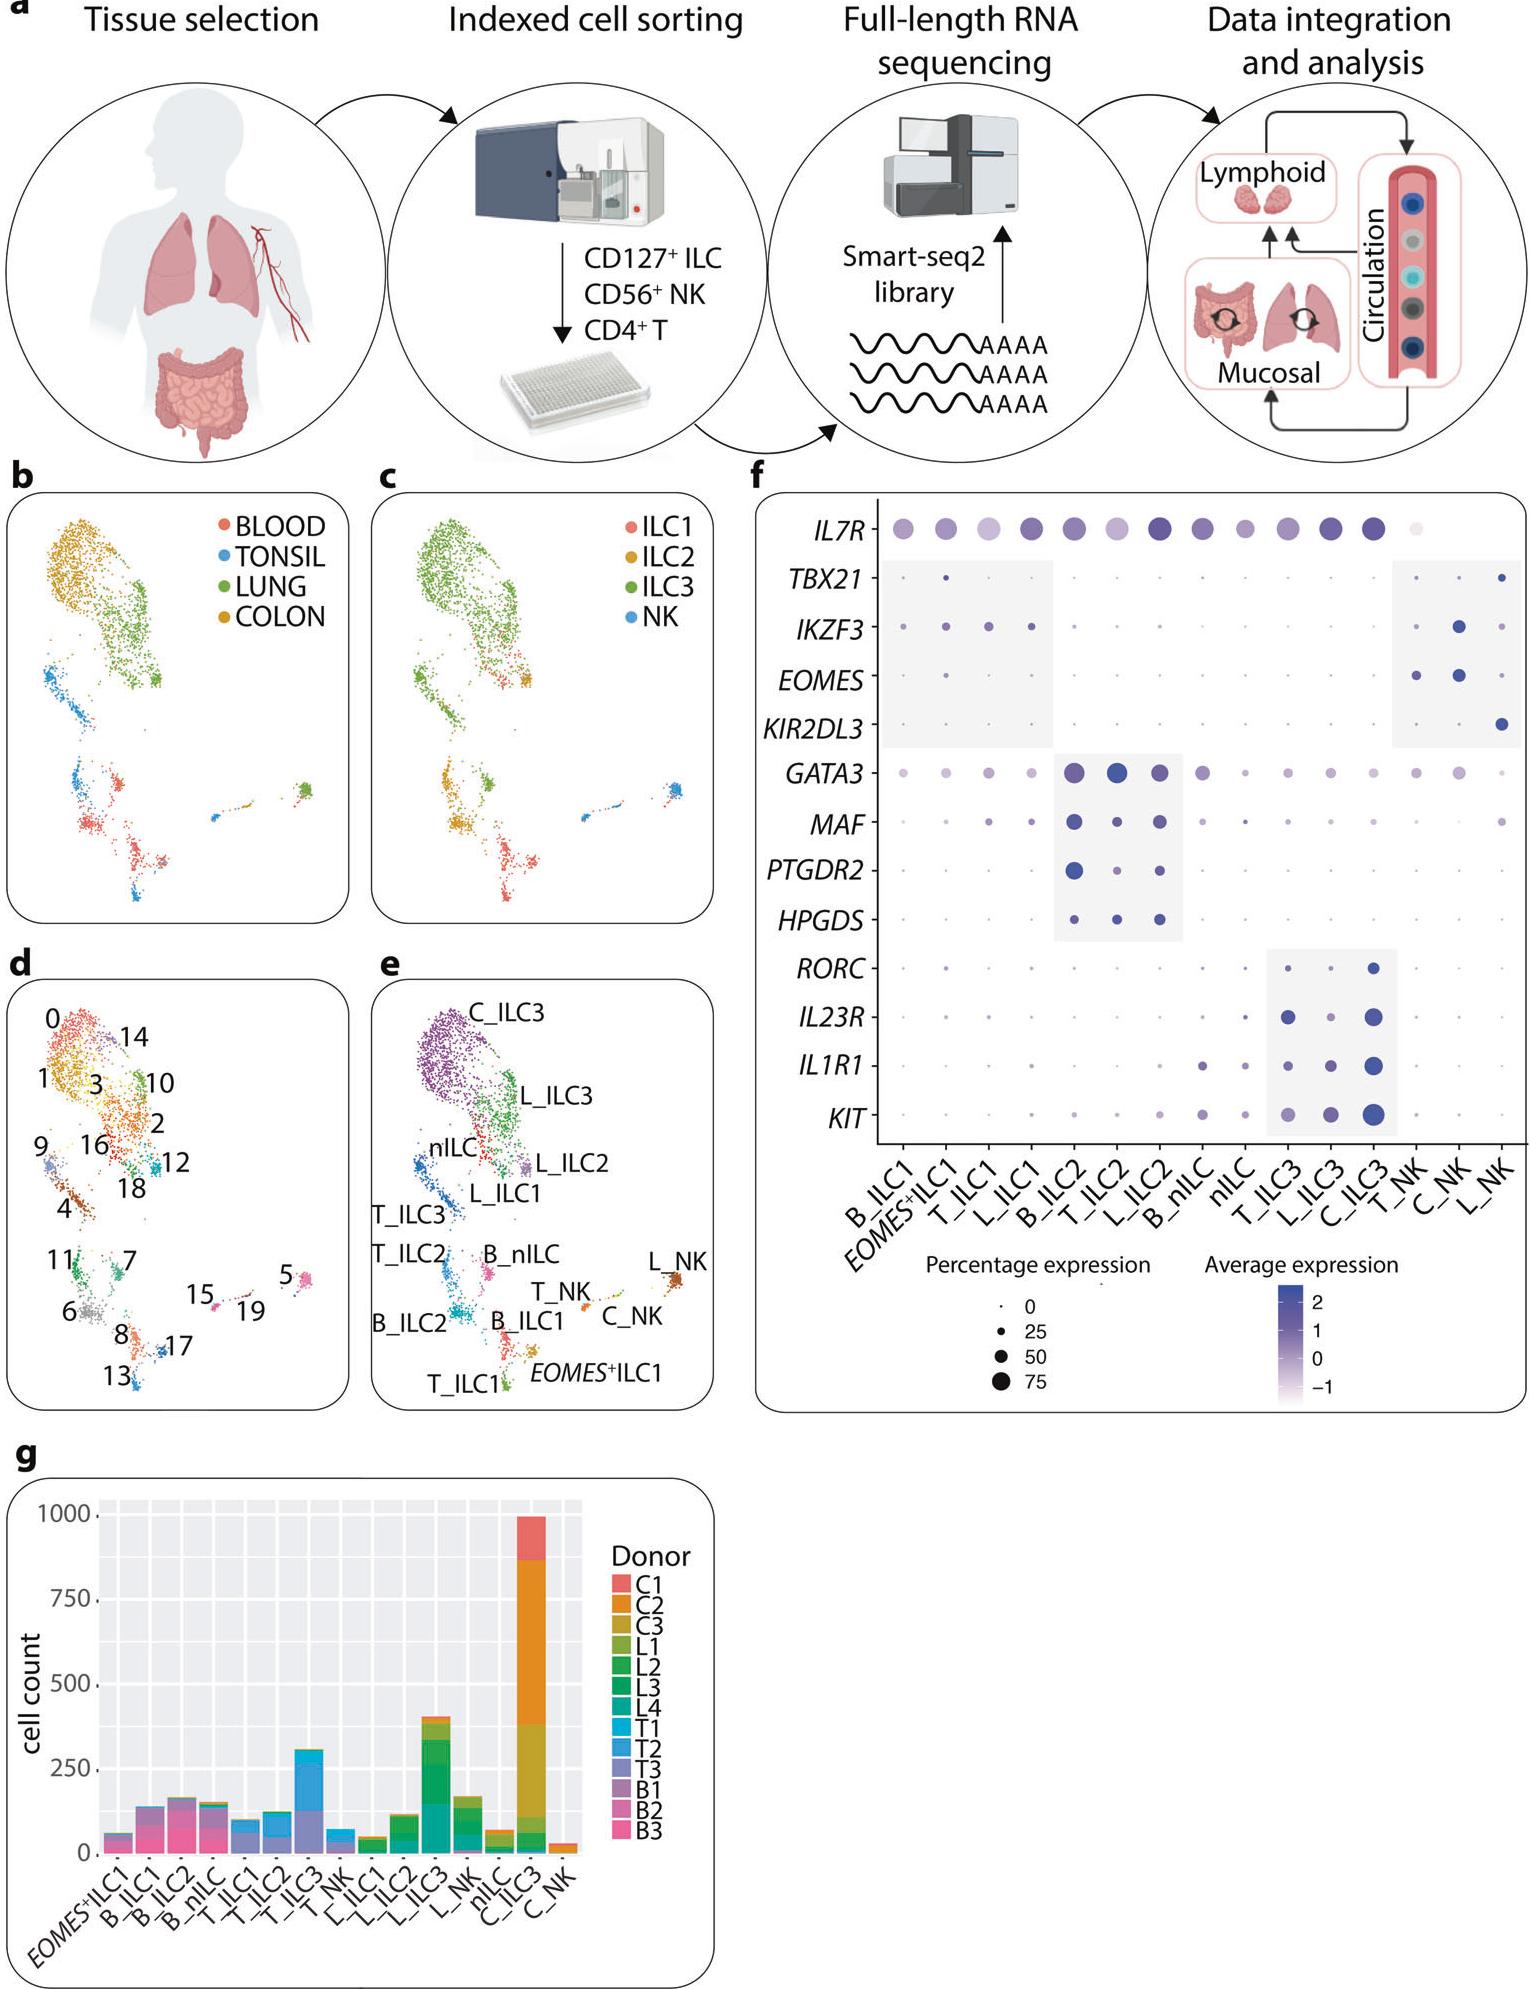 a
Tissue selection
Indexed cell sorting
Full-length RNA
sequencing
Data integration
and analysis
CD127+ ILC
CD56+ NK
CD4+ T
Smart-seq2
library
AAAA
AAAA
AAAA
Lymphoid
Circulation
Mucosal
b
BLOOD
TONSIL
LUNG
COLON
c
ILC1
ILC2
ILC3
NK
d
0
14
1
3
10
2
9
16
12
18
4
11
7
5
15
19
6
8
17
13
e
C_ILC3
L_ILC3
nILC
L_ILC2
L_ILC1
T_ILC3
T_ILC2
B_nILC
L_NK
T_NK
C_NK
B_ILC2
B_ILC1
EOMES+ILC1
T_ILC1
f
IL7R
TBX21
IKZF3
EOMES
KIR2DL3
GATA3
MAF
PTGDR2
HPGDS
RORC
IL23R
IL1R1
KIT
B_ILC1
EOMES+ILC1
T_ILC1
L_ILC1
B_ILC2
T_ILC2
L_ILC2
B_nILC
nILC
T_ILC3
L_ILC3
C_ILC3
T_NK
C_NK
L_NK
Percentage expression
0
25
50
75
Average expression
2
1
0
−1
g
cell count
1000
750
500
250
0
EOMES+ILC1
B_ILC1
B_ILC2
B_nILC
T_ILC1
T_ILC2
T_ILC3
T_NK
L_ILC1
L_ILC2
L_ILC3
L_NK
nILC
C_ILC3
C_NK
Donor
C1
C2
C3
L1
L2
L3
L4
T1
T2
T3
B1
B2
B3